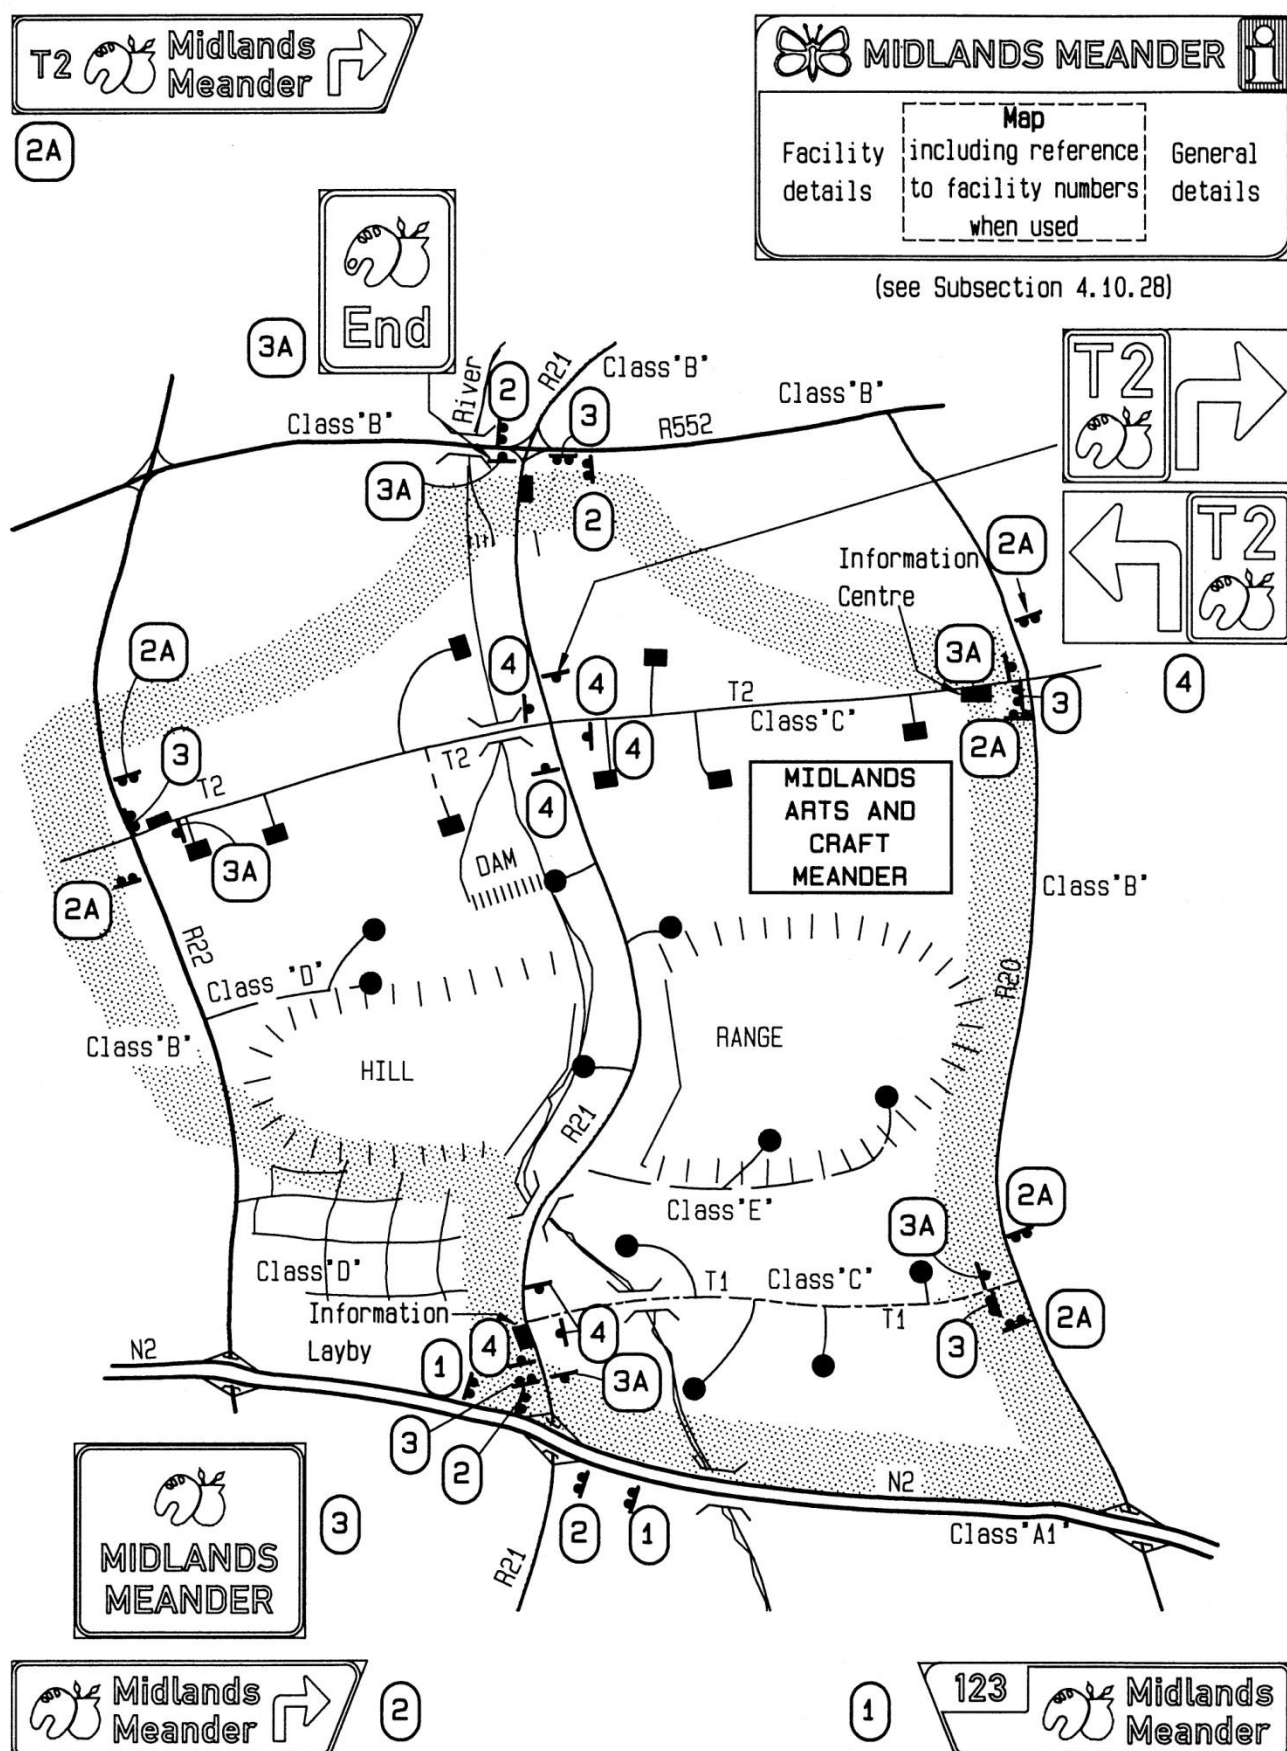 T2 Midlands
Meander
2A
MIDLANDS MEANDER i
Map
Facility including reference General
details to facility numbers details
when used
(see Subsection 4.10.28)
End
3A
River
2
R21
Class"B"
Class"B"
3
R552
Class"B"
T2
3A
2
2A
T2
Information
Centre
2A
4
4
3A
4
T2
3
Class"C"
3
2A
T2
T2
4
4
MIDLANDS
ARTS AND
CRAFT
MEANDER
3A
DAM
2A
Class"B"
R22
Class "D"
R20
Class"B"
HILL
RANGE
R21
Class"E"
2A
3A
Class"D"
T1
Class"C"
Information
Layby
T1
2A
4
4
3
N2
1
3A
3
2
N2
3
MIDLANDS
MEANDER
2
1
Class"A1"
R21
Midlands
Meander
2
1
123
Midlands
Meander